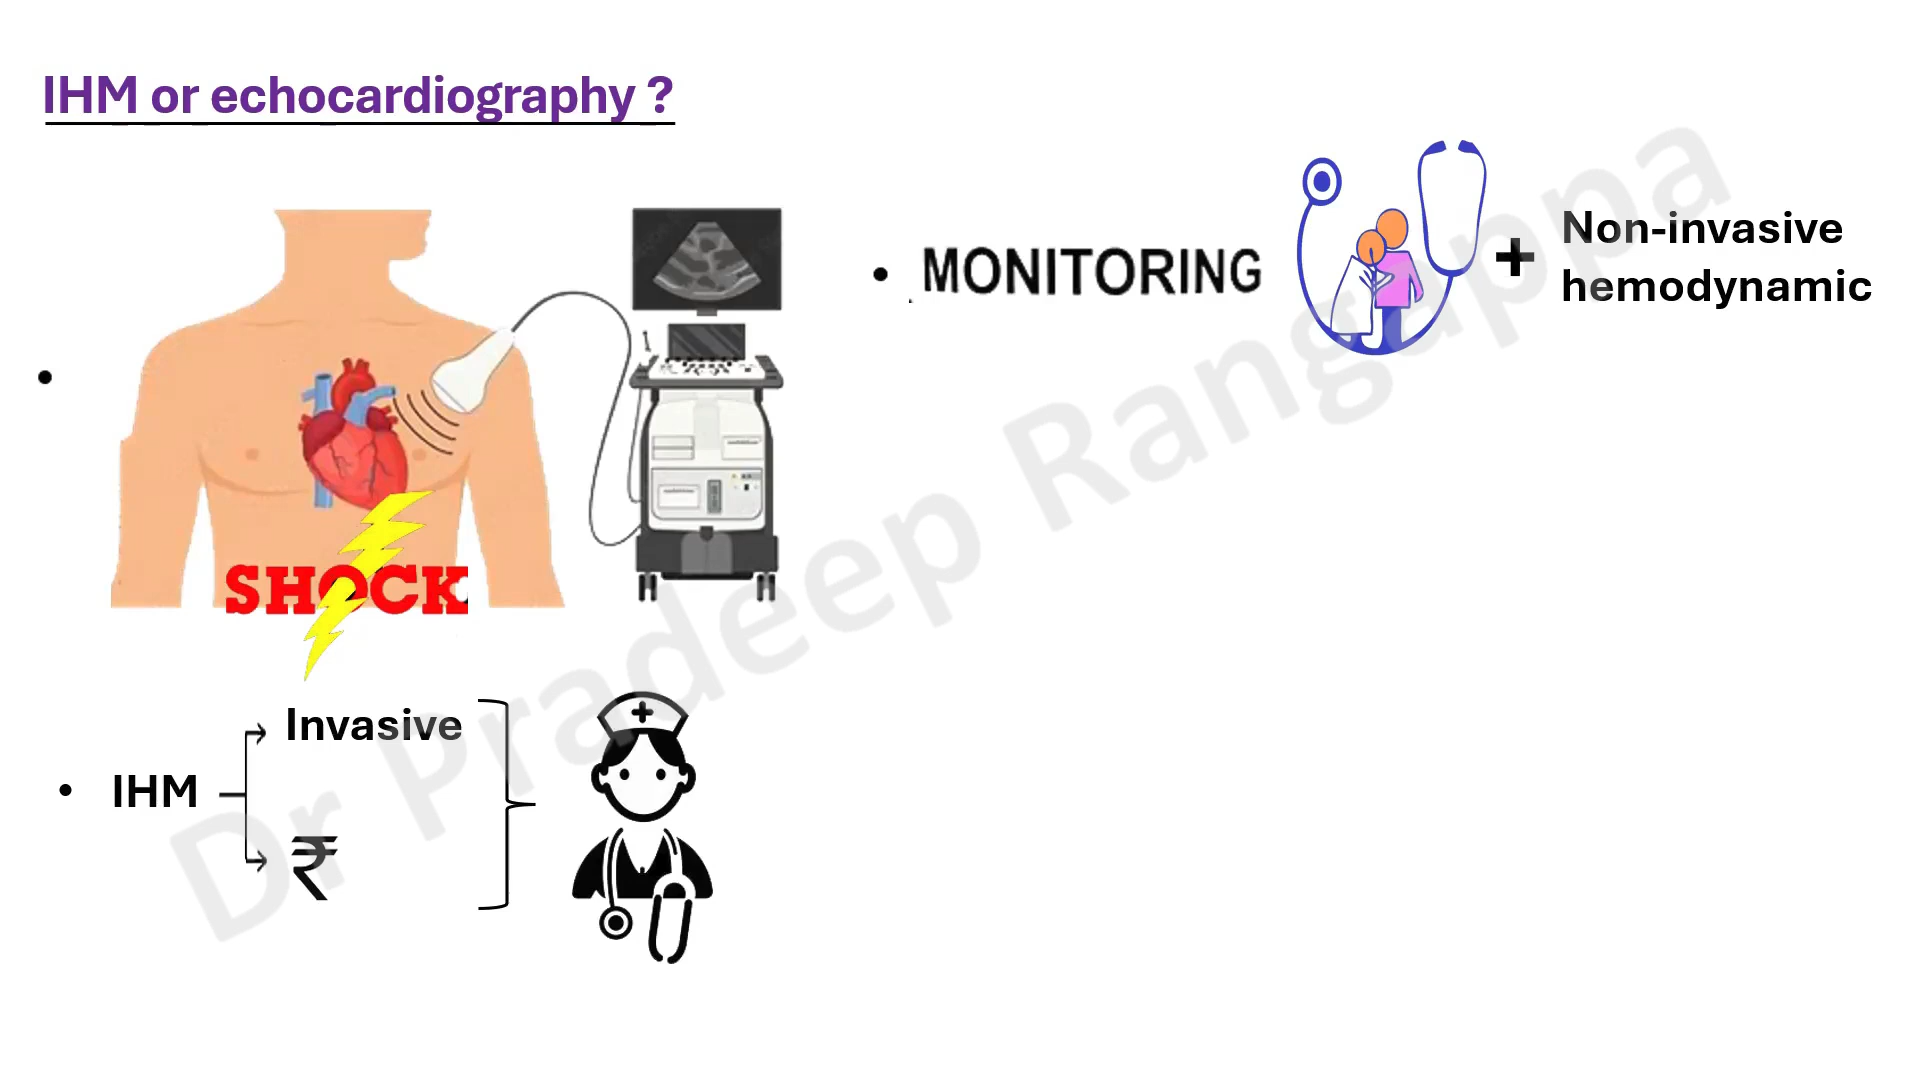 IHM or echocardiography ?
SHOCK
Invasive
IHM
₹
MONITORING
+
Non-invasive
hemodynamic
Dr Pradeep Rangappa